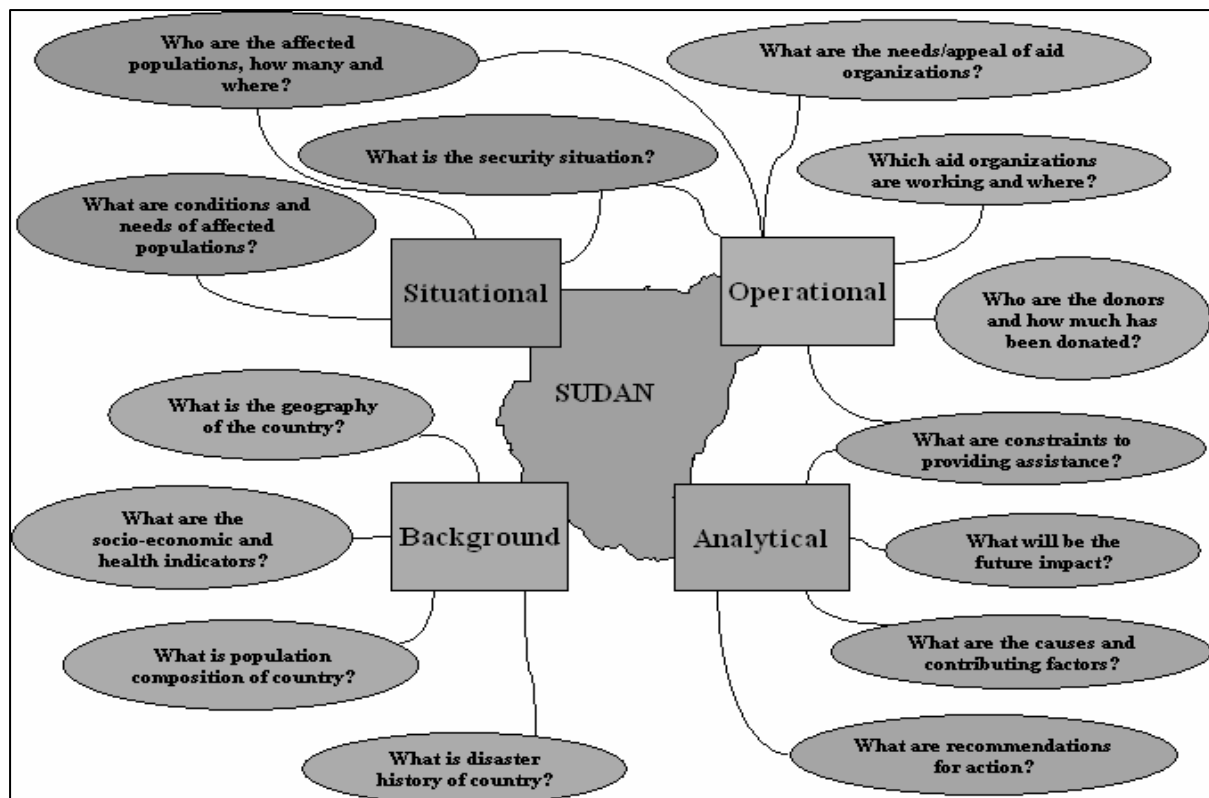 Who are the affected
populations, how many and
where?
What are the needs/appeal of aid
organizations?
What is the security situation?
Which aid organizations
are working and where?
What are conditions and
needs of affected
populations?
Situational
Operational
Who are the donors
and how much has
been donated?
SUDAN
What is the geography
of the country?
What are constraints to
providing assistance?
What are the
socio-economic and
health indicators?
Background
Analytical
What will be the
future impact?
What is population
composition of country?
What are the causes and
contributing factors?
What is disaster
history of country?
What are recommendations
for action?